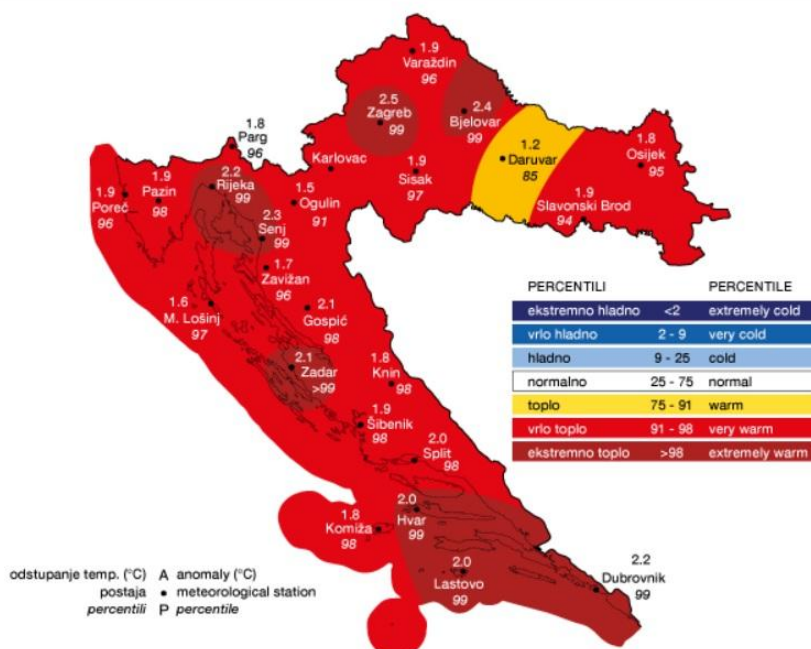 1.9
Varaždin
96
2.5
Zagreb
99
2.4
Bjelovar
99
1.8
Parg
96
Karlovac
1.2
Daruvar
85
1.8
Osijek
95
1.9
Sisak
97
1.9
Slavonski Brod
94
1.9
Poreč
96
1.9
Pazin
98
2.2
Rijeka
99
1.5
Ogulin
91
2.3
Senj
99
1.7
Zavižan
96
1.6
M. Lošinj
97
2.1
Gospić
98
2.1
Zadar
>99
1.8
Knin
98
1.9
Šibenik
98
2.0
Split
98
1.8
Komiža
98
2.0
Hvar
99
2.0
Lastovo
99
2.2
Dubrovnik
99
PERCENTILI PERCENTILE
ekstremno hladno <2 extremely cold
vrlo hladno 2 - 9 very cold
hladno 9 - 25 cold
normalno 25 - 75 normal
toplo 75 - 91 warm
vrlo toplo 91 - 98 very warm
ekstremno toplo >98 extremely warm
odstupanje temp. (°C) A anomaly (°C)
postaja • meteorological station
percentili P percentile